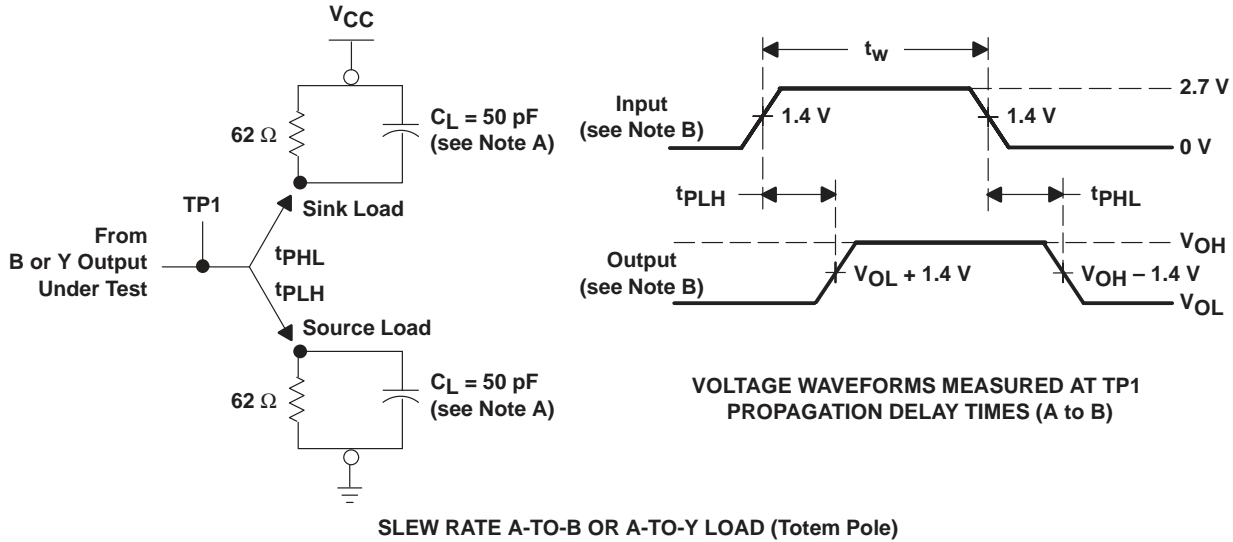 VCC
62 Ω
CL = 50 pF
(see Note A)
Sink Load
TP1
From
B or Y Output
Under Test
tPHL
tPLH
Source Load
62 Ω
CL = 50 pF
(see Note A)
tw
2.7 V
Input
(see Note B)
1.4 V
1.4 V
0 V
tPLH
tPHL
VOH
Output
(see Note B)
VOL + 1.4 V
VOH − 1.4 V
VOL
VOLTAGE WAVEFORMS MEASURED AT TP1
PROPAGATION DELAY TIMES (A to B)
SLEW RATE A-TO-B OR A-TO-Y LOAD (Totem Pole)